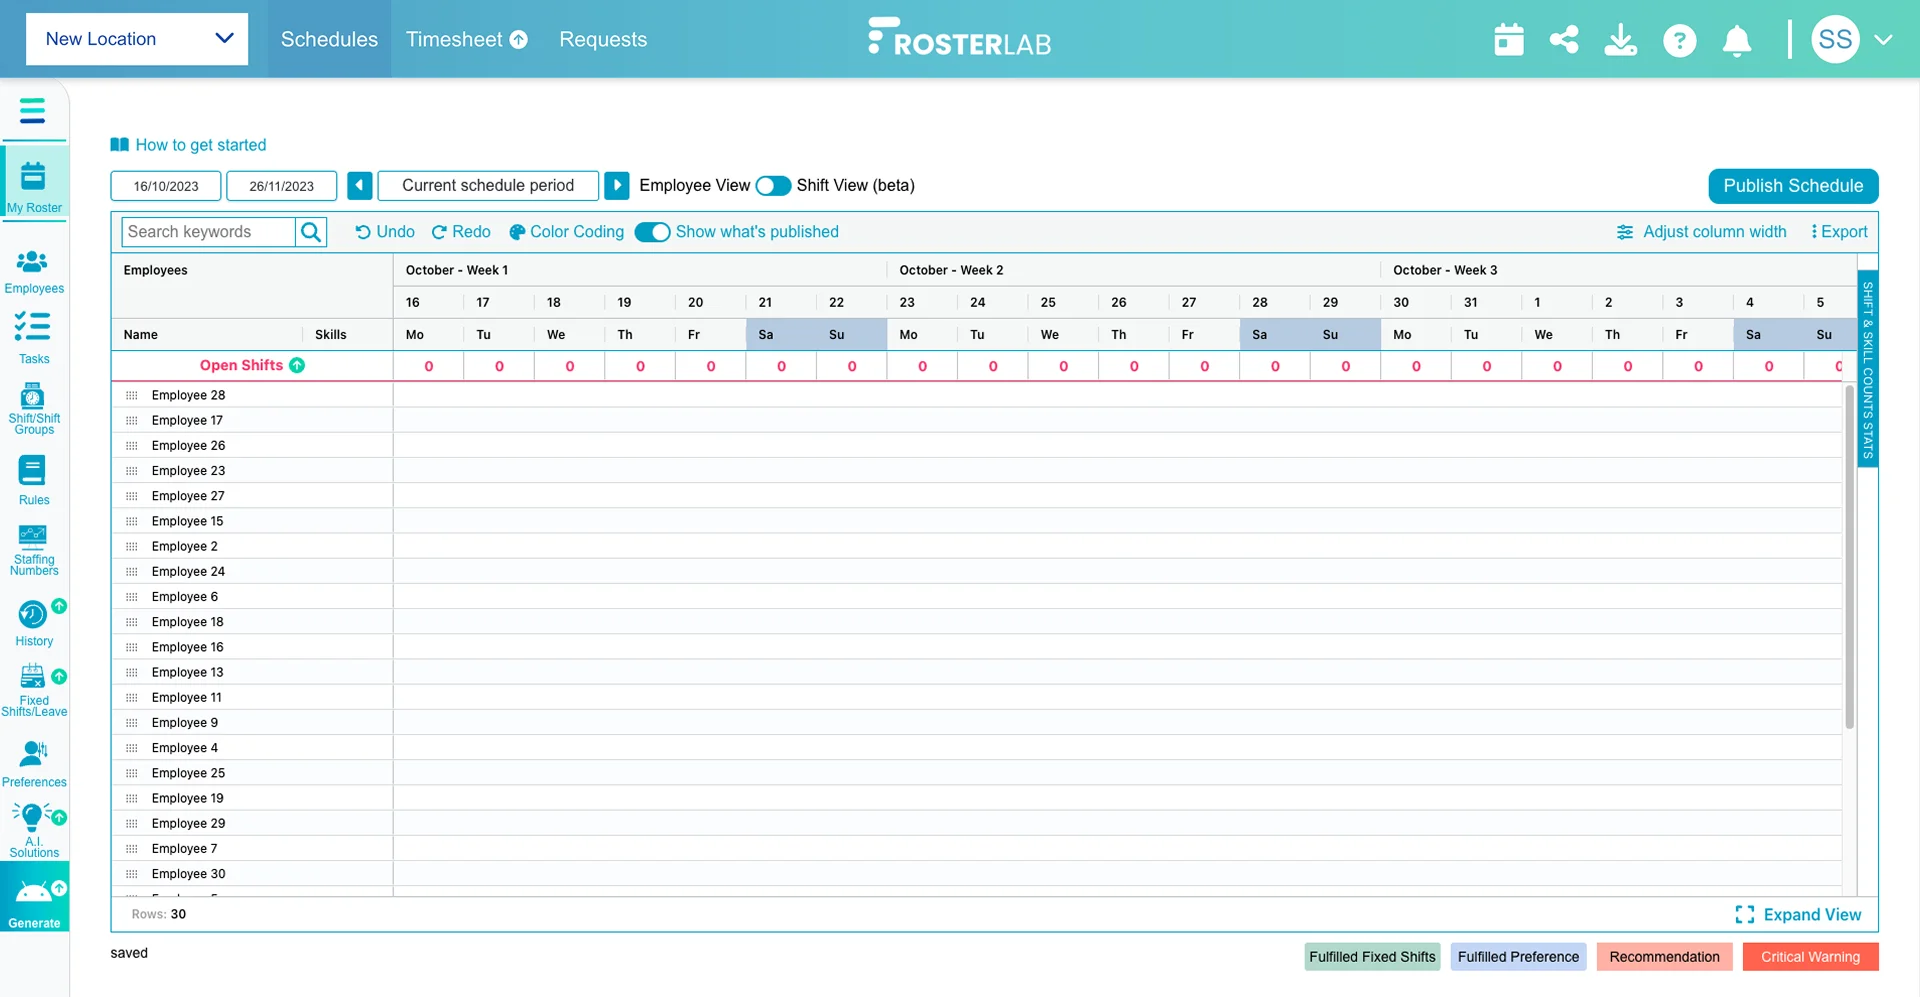 New Location
Schedules
Timesheet
Requests
ROSTERLAB
?
SS
How to get started
16/10/2023
26/11/2023
Current schedule period
Employee View
Shift View (beta)
Publish Schedule
My Roster
Employees
Tasks
Shift/Shift
Groups
Rules
Staffing
Numbers
History
Fixed
Shifts/Leave
Preferences
A.I.
Solutions
Generate
Search keywords
Undo
Redo
Color Coding
Show what's published
Adjust column width
Export
Employees
October - Week 1
October - Week 2
October - Week 3
16 17 18 19 20 21 22 23 24 25 26 27 28 29 30 31 1 2 3 4 5
Name Skills Mo Tu We Th Fr Sa Su Mo Tu We Th Fr Sa Su Mo Tu We Th Fr Sa Su
Open Shifts 0 0 0 0 0 0 0 0 0 0 0 0 0 0 0 0 0 0 0 0 0
SHIFT & SKILL COUNTS STATS
Employee 28
Employee 17
Employee 26
Employee 23
Employee 27
Employee 15
Employee 2
Employee 24
Employee 6
Employee 18
Employee 16
Employee 13
Employee 11
Employee 9
Employee 4
Employee 25
Employee 19
Employee 29
Employee 7
Employee 30
Rows: 30
Expand View
saved
Fulfilled Fixed Shifts
Fulfilled Preference
Recommendation
Critical Warning